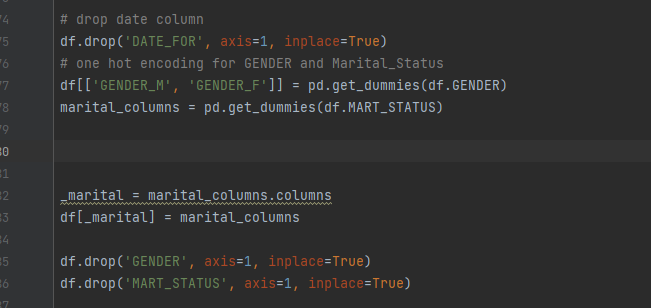 74
# drop date column
75
df.drop('DATE_FOR', axis=1, inplace=True)
76
# one hot encoding for GENDER and Marital_Status
77
df[['GENDER_M', 'GENDER_F']] = pd.get_dummies(df.GENDER)
78
marital_columns = pd.get_dummies(df.MART_STATUS)
79
80
81
82
_marital = marital_columns.columns
83
df[_marital] = marital_columns
84
85
df.drop('GENDER', axis=1, inplace=True)
86
df.drop('MART_STATUS', axis=1, inplace=True)
87